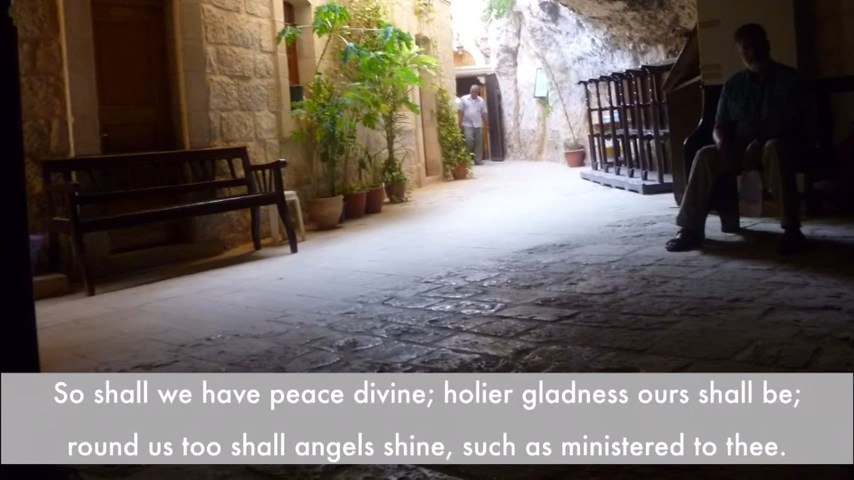 So shall we have peace divine; holier gladness ours shall be;
round us too shall angels shine, such as ministered to thee.